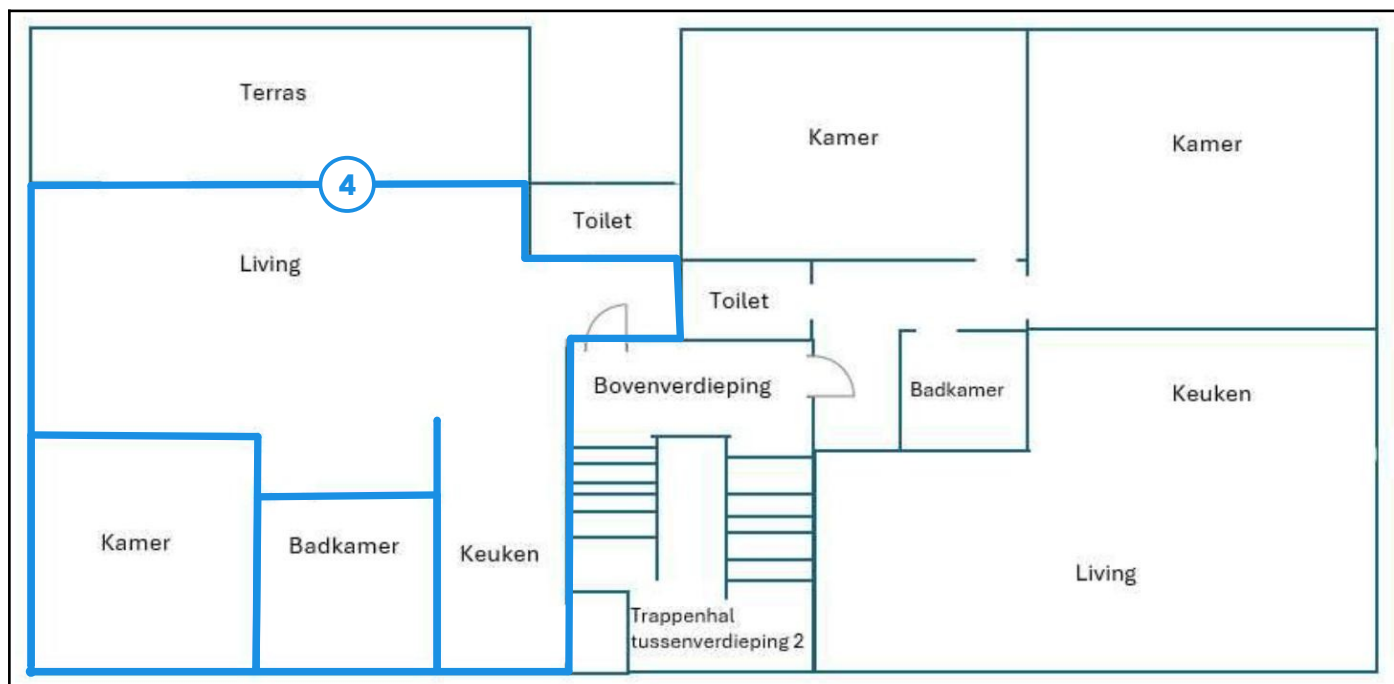 Terras
Kamer
Kamer
4
Toilet
Living
Toilet
Bovenverdieping
Badkamer
Keuken
Kamer
Badkamer
Keuken
Living
Trappenhal
tussenverdieping 2